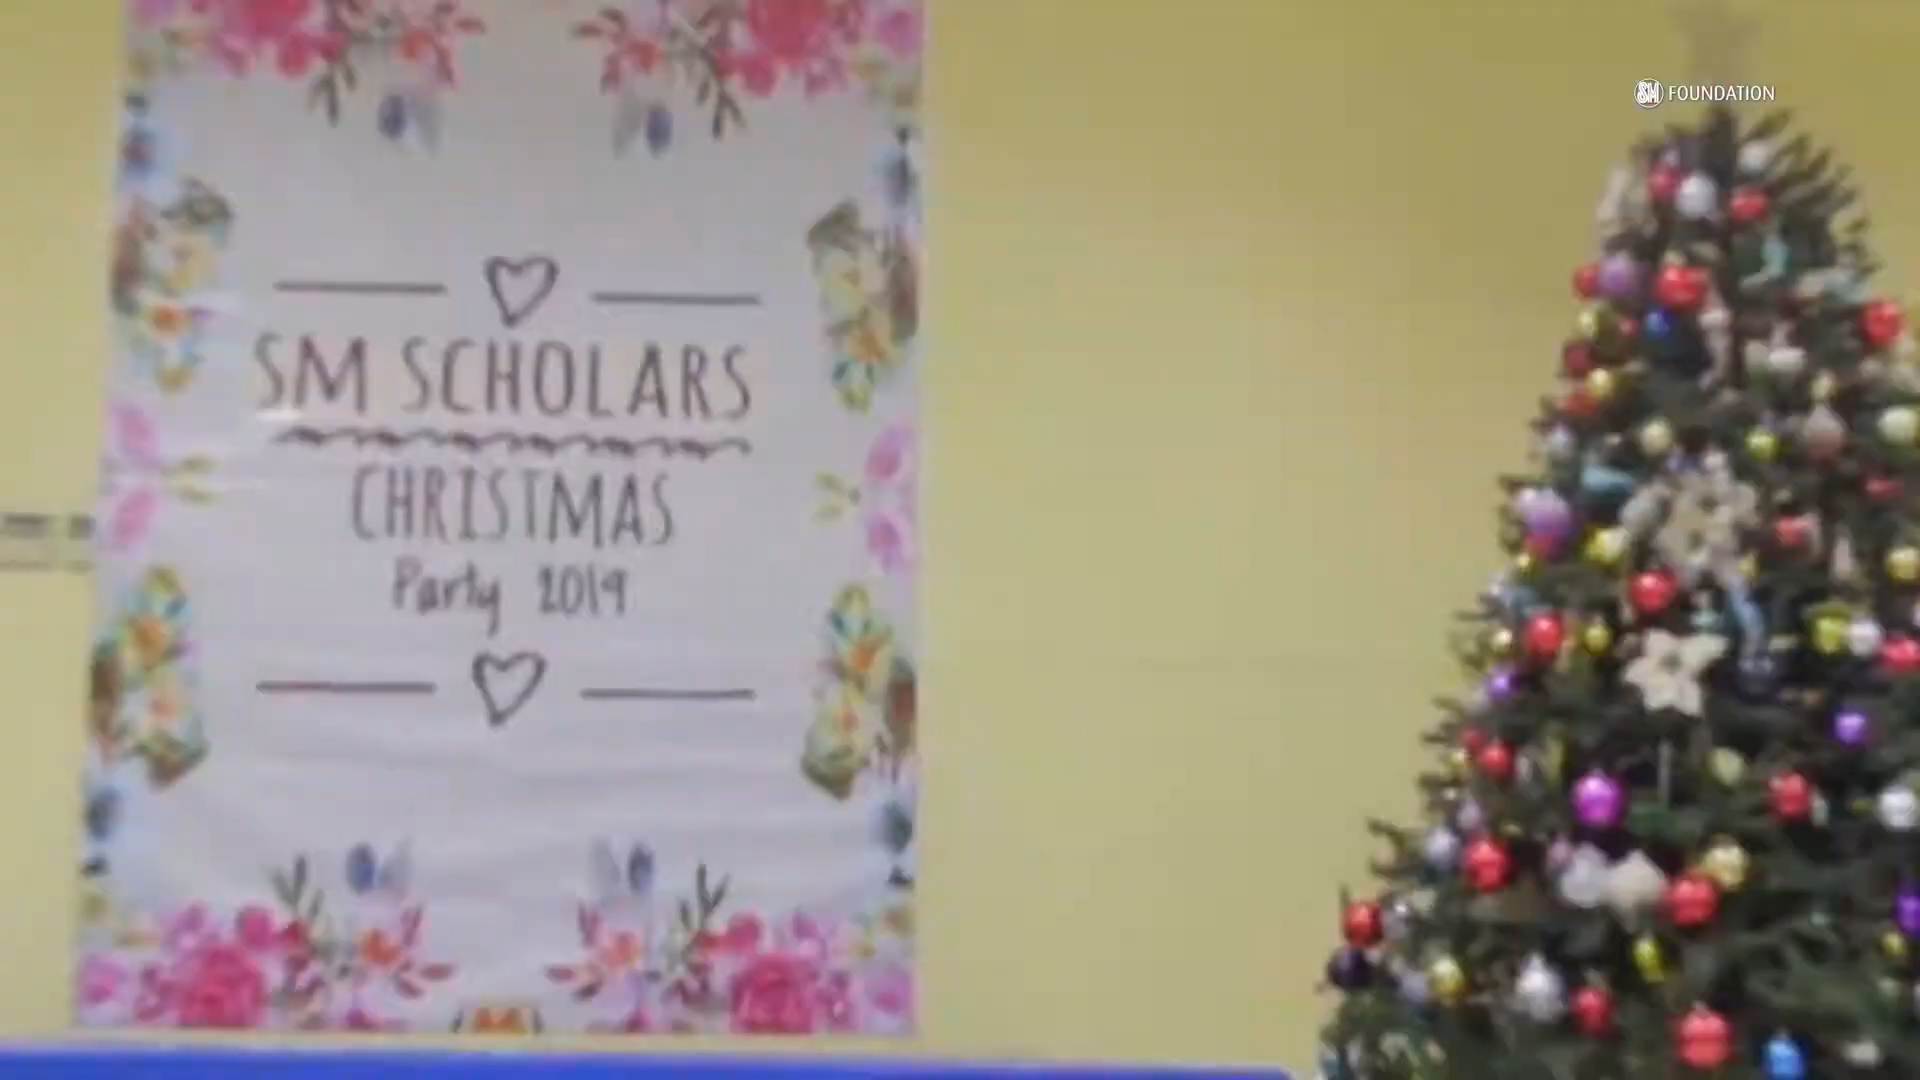 SM FOUNDATION
SM SCHOLARS
CHRISTMAS
Party 2019